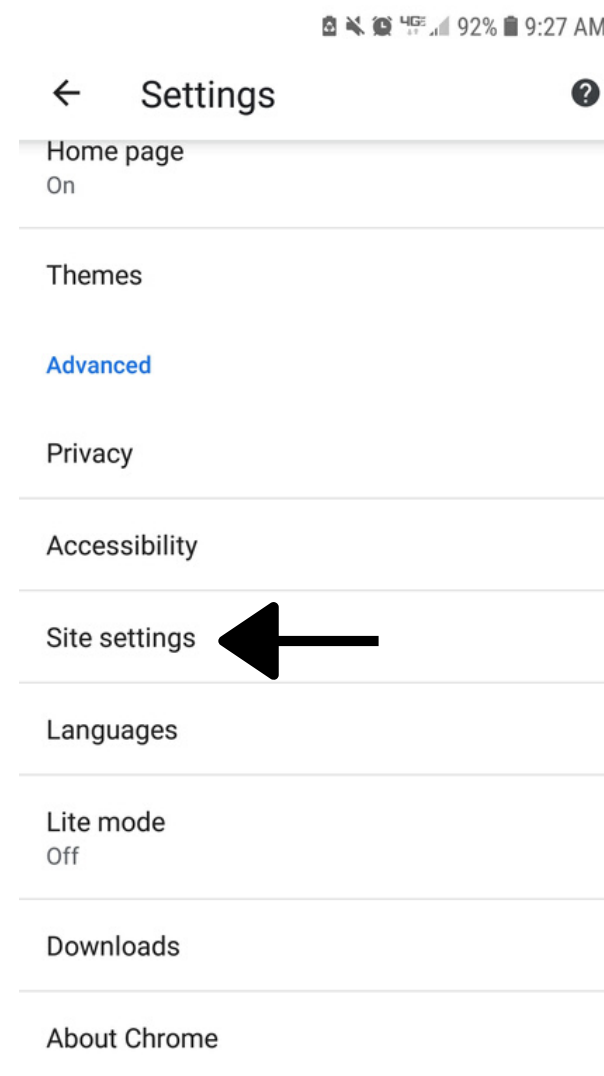 4GE 92% 9:27 AM
Settings
Home page
On
Themes
Advanced
Privacy
Accessibility
Site settings
Languages
Lite mode
Off
Downloads
About Chrome